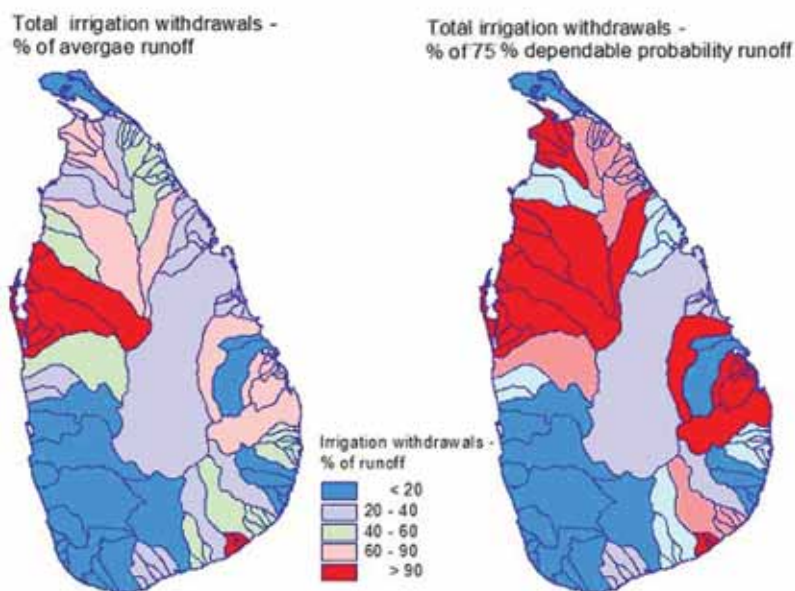 Total irrigation withdrawals -
% of avergae runoff
Total irrigation withdrawals -
% of 75 % dependable probability runoff
Irrigation withdrawals -
% of runoff
< 20
20 - 40
40 - 60
60 - 90
> 90